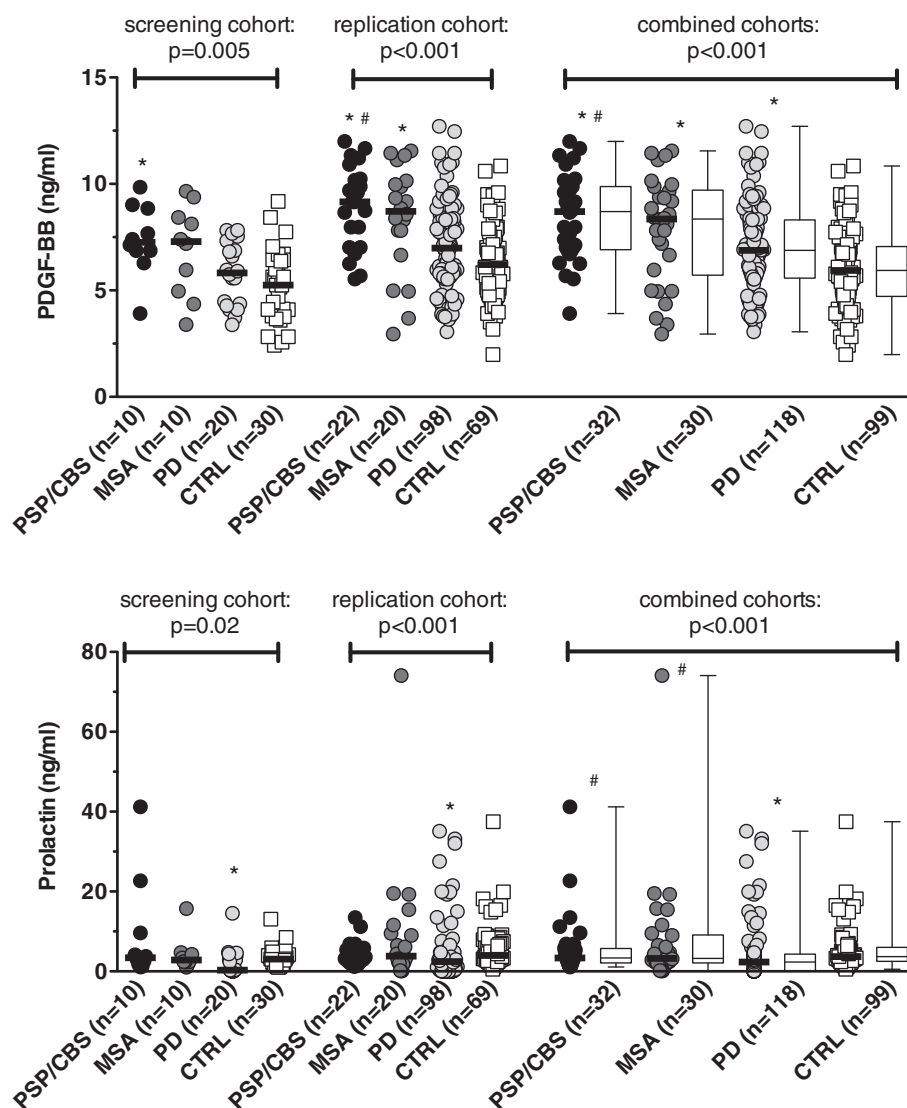 screening cohort:
p=0.005
replication cohort:
p<0.001
combined cohorts:
p<0.001
PDGF-BB (ng/ml)
15
10
5
0
*
* #
*
* #
*
*
PSP/CBS (n=10)
MSA (n=10)
PD (n=20)
CTRL (n=30)
PSP/CBS (n=22)
MSA (n=20)
PD (n=98)
CTRL (n=69)
PSP/CBS (n=32)
MSA (n=30)
PD (n=118)
CTRL (n=99)
screening cohort:
p=0.02
replication cohort:
p<0.001
combined cohorts:
p<0.001
Prolactin (ng/ml)
80
60
40
20
0
*
*
#
#
*
PSP/CBS (n=10)
MSA (n=10)
PD (n=20)
CTRL (n=30)
PSP/CBS (n=22)
MSA (n=20)
PD (n=98)
CTRL (n=69)
PSP/CBS (n=32)
MSA (n=30)
PD (n=118)
CTRL (n=99)